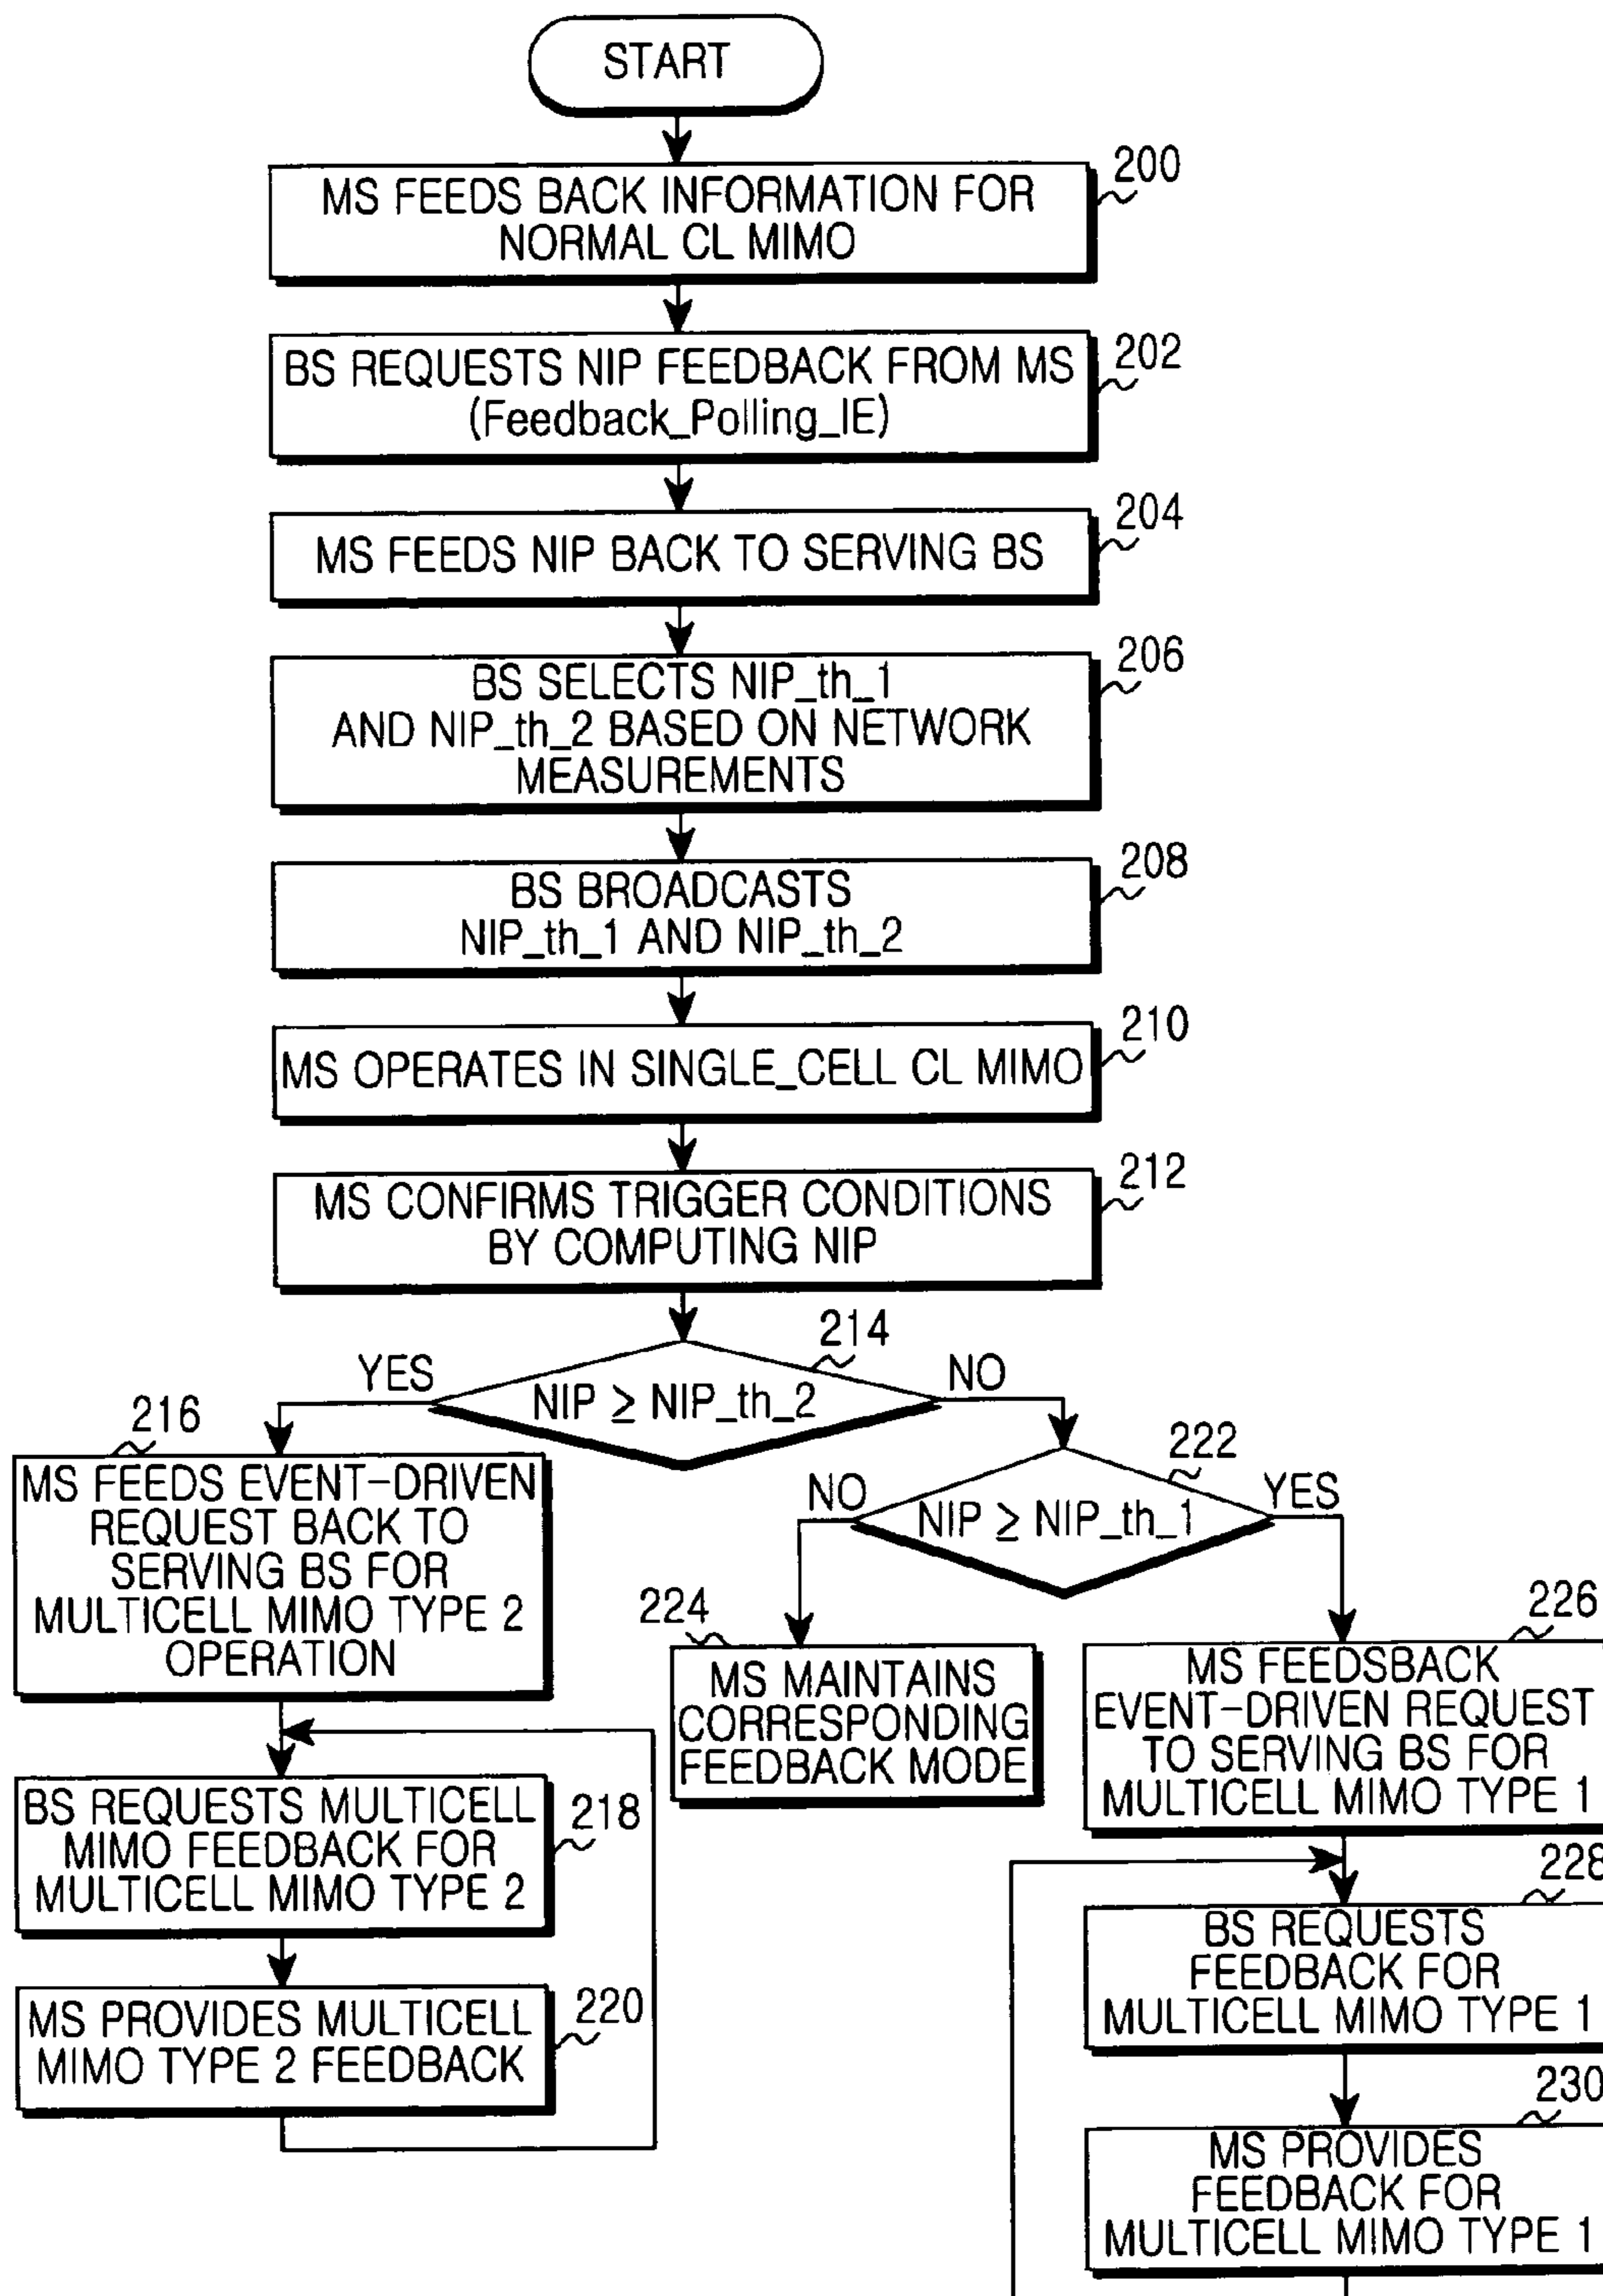 START
200
MS FEEDS BACK INFORMATION FOR
NORMAL CL MIMO
202
BS REQUESTS NIP FEEDBACK FROM MS
(Feedback_Polling_IE)
204
MS FEEDS NIP BACK TO SERVING BS
206
BS SELECTS NIP_th_1
AND NIP_th_2 BASED ON NETWORK
MEASUREMENTS
208
BS BROADCASTS
NIP_th_1 AND NIP_th_2
210
MS OPERATES IN SINGLE_CELL CL MIMO
212
MS CONFIRMS TRIGGER CONDITIONS
BY COMPUTING NIP
214
YES
NIP ≥ NIP_th_2
NO
216
MS FEEDS EVENT-DRIVEN
REQUEST BACK TO
SERVING BS FOR
MULTICELL MIMO TYPE 2
OPERATION
218
BS REQUESTS MULTICELL
MIMO FEEDBACK FOR
MULTICELL MIMO TYPE 2
220
MS PROVIDES MULTICELL
MIMO TYPE 2 FEEDBACK
222
NO
NIP ≥ NIP_th_1
YES
224
MS MAINTAINS
CORRESPONDING
FEEDBACK MODE
226
MS FEEDSBACK
EVENT-DRIVEN REQUEST
TO SERVING BS FOR
MULTICELL MIMO TYPE 1
228
BS REQUESTS
FEEDBACK FOR
MULTICELL MIMO TYPE 1
230
MS PROVIDES
FEEDBACK FOR
MULTICELL MIMO TYPE 1